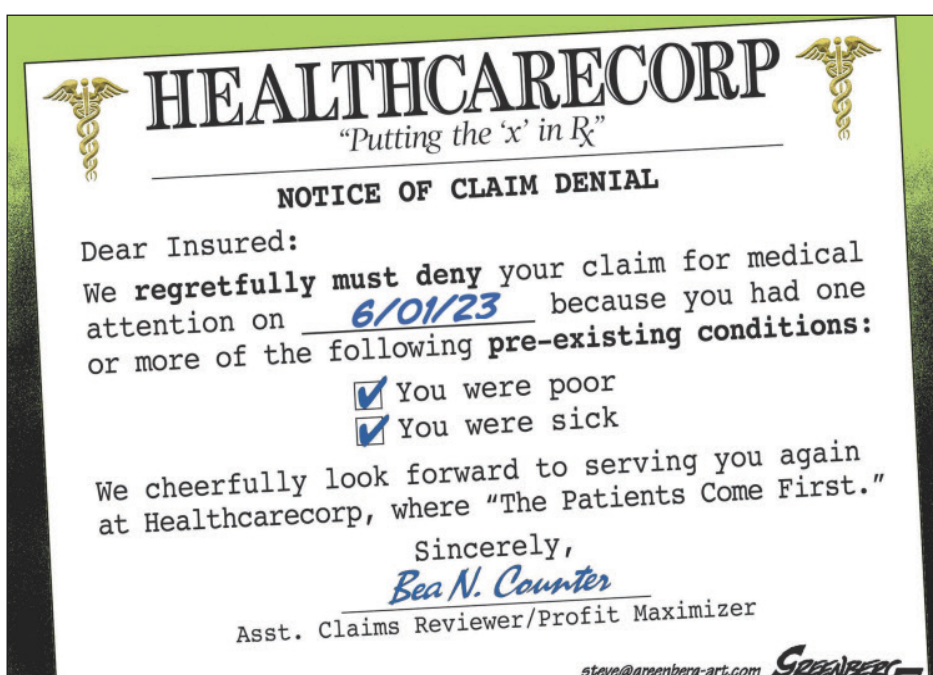 HEALTHCARECORP
“Putting the ‘x’ in Rx”
NOTICE OF CLAIM DENIAL
Dear Insured:
We regretfully must deny your claim for medical
attention on 6/01/23 because you had one
or more of the following pre-existing conditions:
You were poor
You were sick
We cheerfully look forward to serving you again
at Healthcarecorp, where “The Patients Come First.”
Sincerely,
Bea N. Counter
Asst. Claims Reviewer/Profit Maximizer
steve@greenberg-art.com GREENBERG